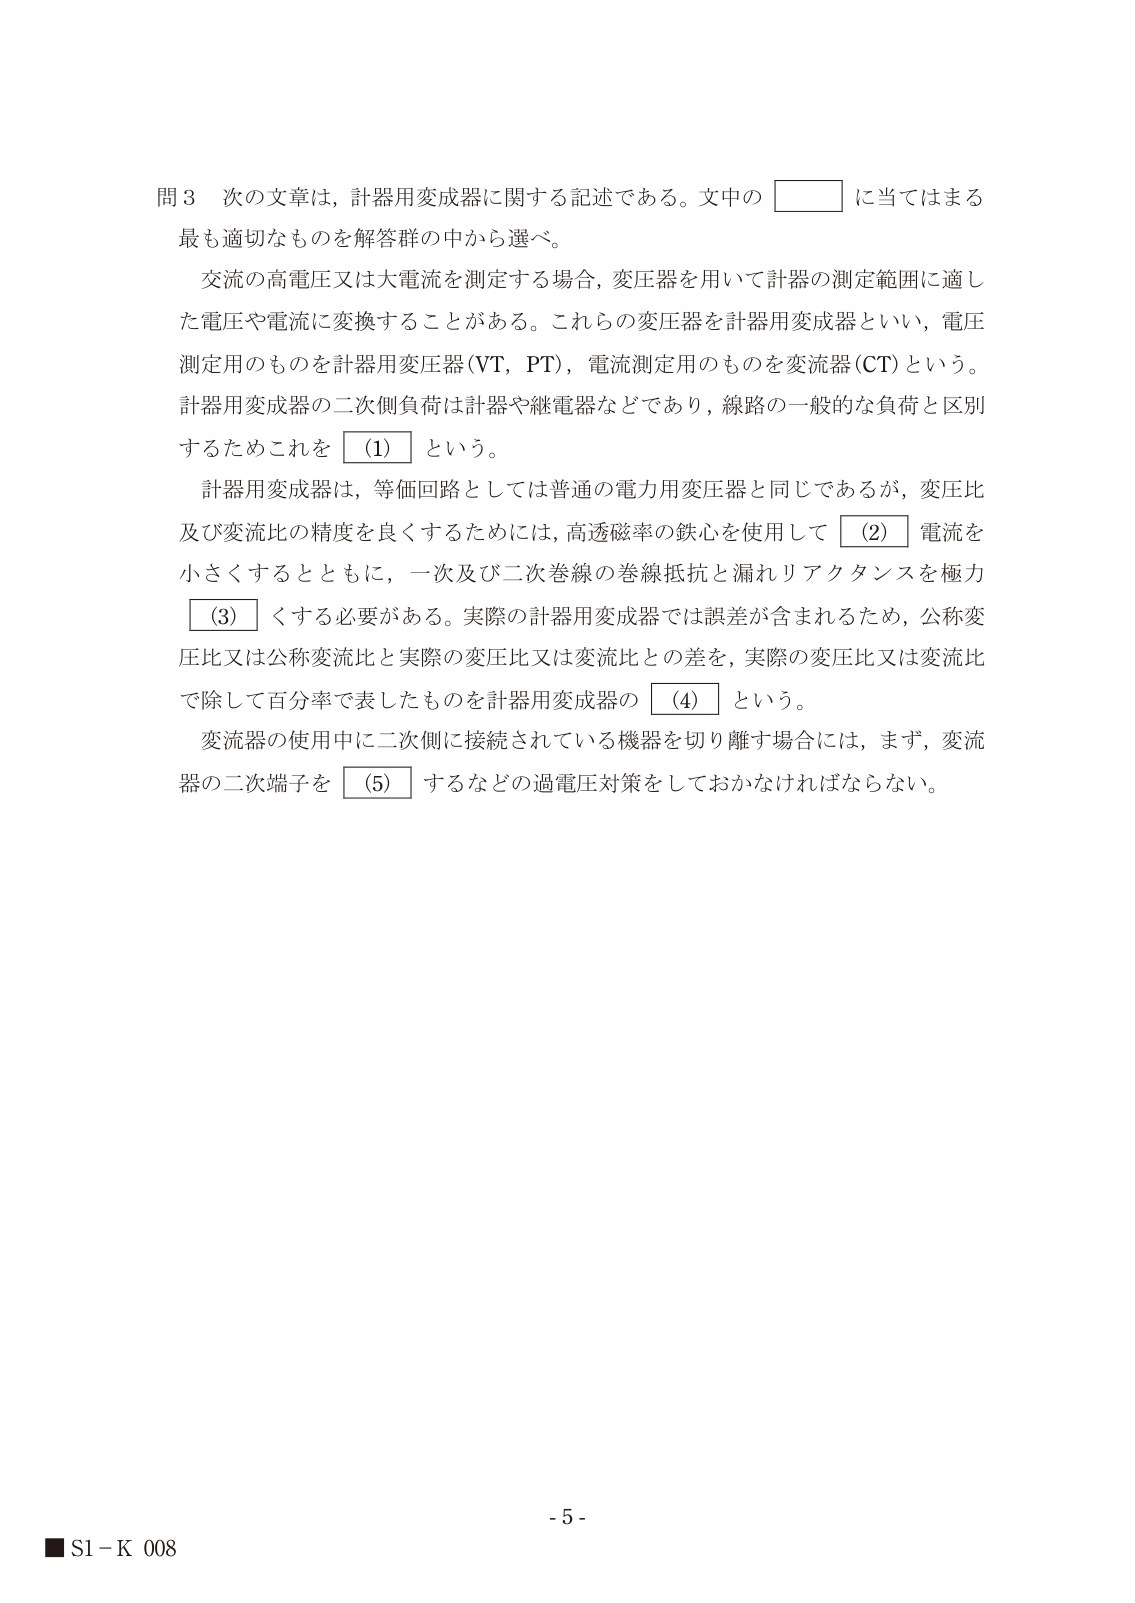 問３　次の文章は，計器用変成器に関する記述である。文中の　　　に当てはまる
最も適切なものを解答群の中から選べ。
交流の高電圧又は大電流を測定する場合，変圧器を用いて計器の測定範囲に適し
た電圧や電流に変換することがある。これらの変圧器を計器用変成器といい，電圧
測定用のものを計器用変圧器(VT，PT)，電流測定用のものを変流器(CT)という。
計器用変成器の二次側負荷は計器や継電器などであり，線路の一般的な負荷と区別
するためこれを (1) という。
計器用変成器は，等価回路としては普通の電力用変圧器と同じであるが，変圧比
及び変流比の精度を良くするためには，高透磁率の鉄心を使用して (2) 電流を
小さくするとともに，一次及び二次巻線の巻線抵抗と漏れリアクタンスを極力
(3) くする必要がある。実際の計器用変成器では誤差が含まれるため，公称変
圧比又は公称変流比と実際の変圧比又は変流比との差を，実際の変圧比又は変流比
で除して百分率で表したものを計器用変成器の (4) という。
変流器の使用中に二次側に接続されている機器を切り離す場合には，まず，変流
器の二次端子を (5) するなどの過電圧対策をしておかなければならない。
- 5 -
■ S1－K 008